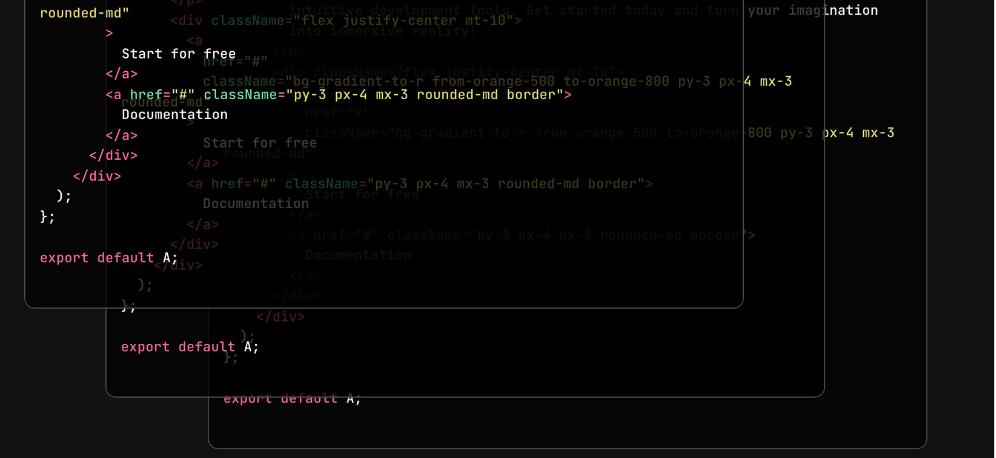 rounded-md"
>
Start for free
</a>
<a href="#" className="py-3 px-4 mx-3 rounded-md border">
Documentation
</a>
</div>
</div>
);
};
export default A;
</p>
<div className="flex justify-center mt-10">
<a
href="#"
className="bg-gradient-to-r from-orange-500 to-orange-800 py-3 px-4 mx-3
rounded-md"
>
Start for free
</a>
<a href="#" className="py-3 px-4 mx-3 rounded-md border">
Documentation
</a>
</div>
</div>
);
};
export default A;
intuitive development tools. Get started today and turn your imagination
into immersive reality!
</p>
<div className="flex justify-center mt-10">
href="#"
className="bg-gradient-to-r from-orange-500 to-orange-800 py-3 px-4 mx-3
rounded-md"
Start for free
</a>
<a href="#" className="py-3 px-4 mx-3 rounded-md border">
Documentation
</a>
</div>
</div>
);
};
export default A;